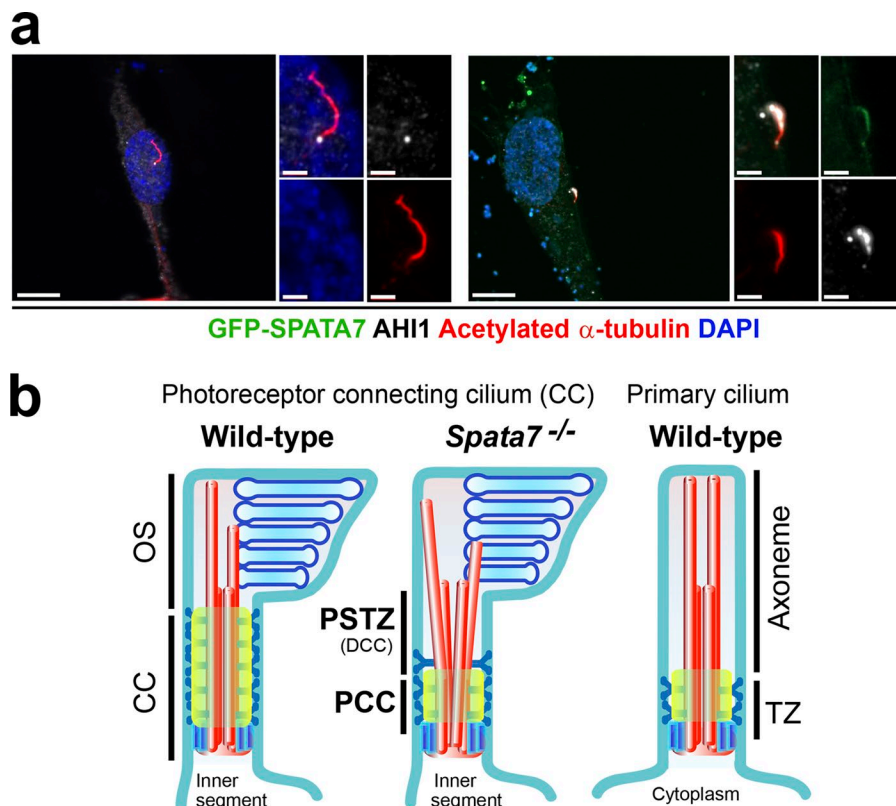 a
GFP-SPATA7 AHI1 Acetylated α-tubulin DAPI
b
Photoreceptor connecting cilium (CC)
Primary cilium
Wild-type
Spata7 -/-
Wild-type
OS
CC
PSTZ
(DCC)
PCC
Axoneme
TZ
Inner
segment
Inner
segment
Cytoplasm